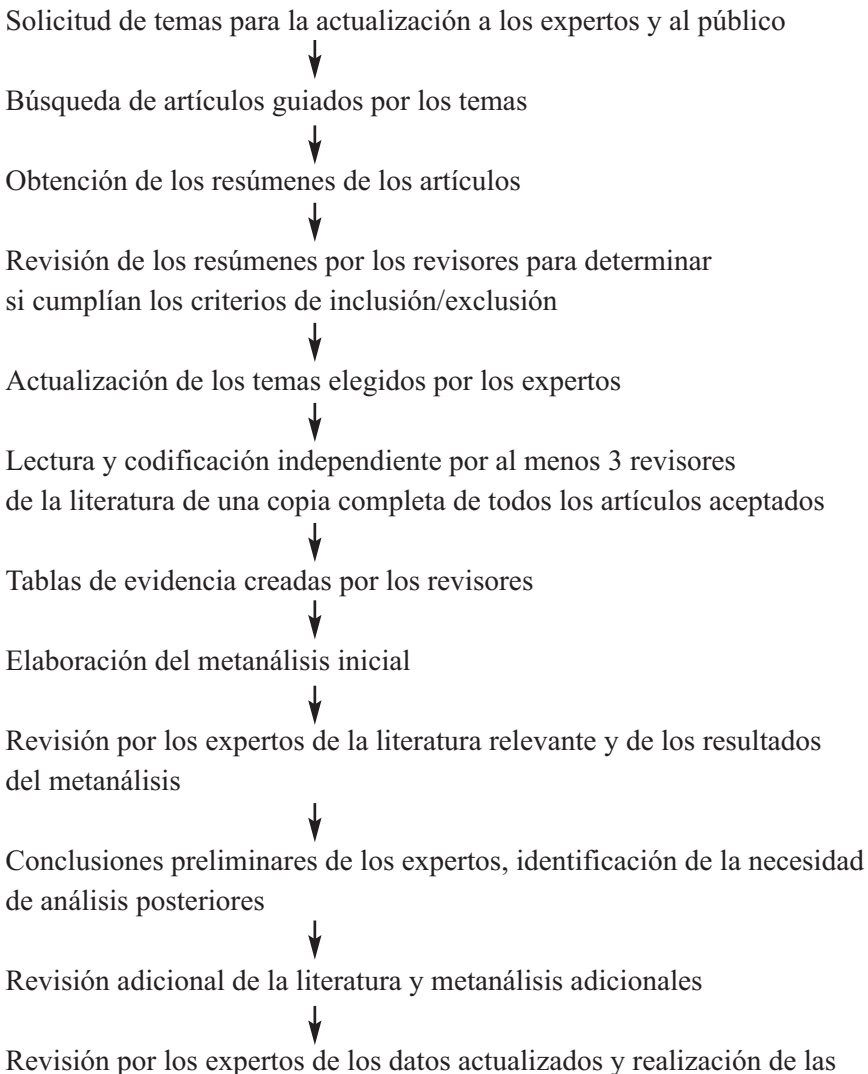 Solicitud de temas para la actualización a los expertos y al público
Búsqueda de artículos guiados por los temas
Obtención de los resúmenes de los artículos
Revisión de los resúmenes por los revisores para determinar
si cumplían los criterios de inclusión/exclusión
Actualización de los temas elegidos por los expertos
Lectura y codificación independiente por al menos 3 revisores
de la literatura de una copia completa de todos los artículos aceptados
Tablas de evidencia creadas por los revisores
Elaboración del metanálisis inicial
Revisión por los expertos de la literatura relevante y de los resultados
del metanálisis
Conclusiones preliminares de los expertos, identificación de la necesidad
de análisis posteriores
Revisión adicional de la literatura y metanálisis adicionales
Revisión por los expertos de los datos actualizados y realización de las